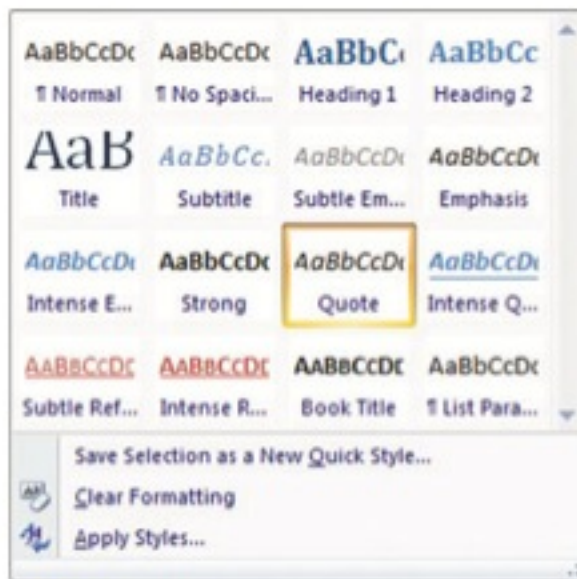 AaBbCcDc AaBbCcDc AaBbC AaBbCc
¶ Normal ¶ No Spaci... Heading 1 Heading 2
AaB AaBbCc. AaBbCcDc AaBbCcDc
Title Subtitle Subtle Em... Emphasis
AaBbCcDc AaBbCcDc AaBbCcDc AaBbCcDc
Intense E... Strong Quote Intense Q...
AABBCCDC AABBCCDC AABBCCDC AaBbCcDc
Subtle Ref... Intense R... Book Title ¶ List Para...
Save Selection as a New Quick Style...
Clear Formatting
Apply Styles...